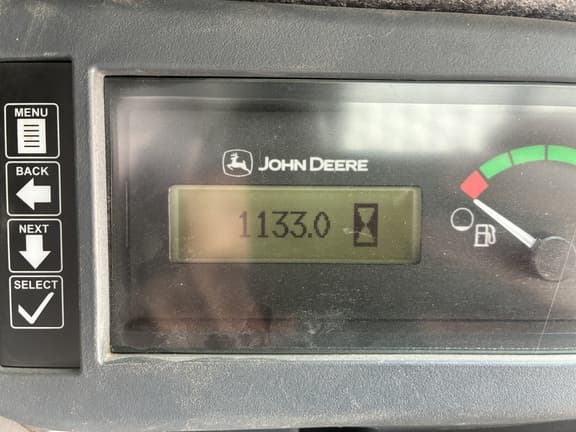 MENU
BACK
NEXT
SELECT
JOHN DEERE
1133.0